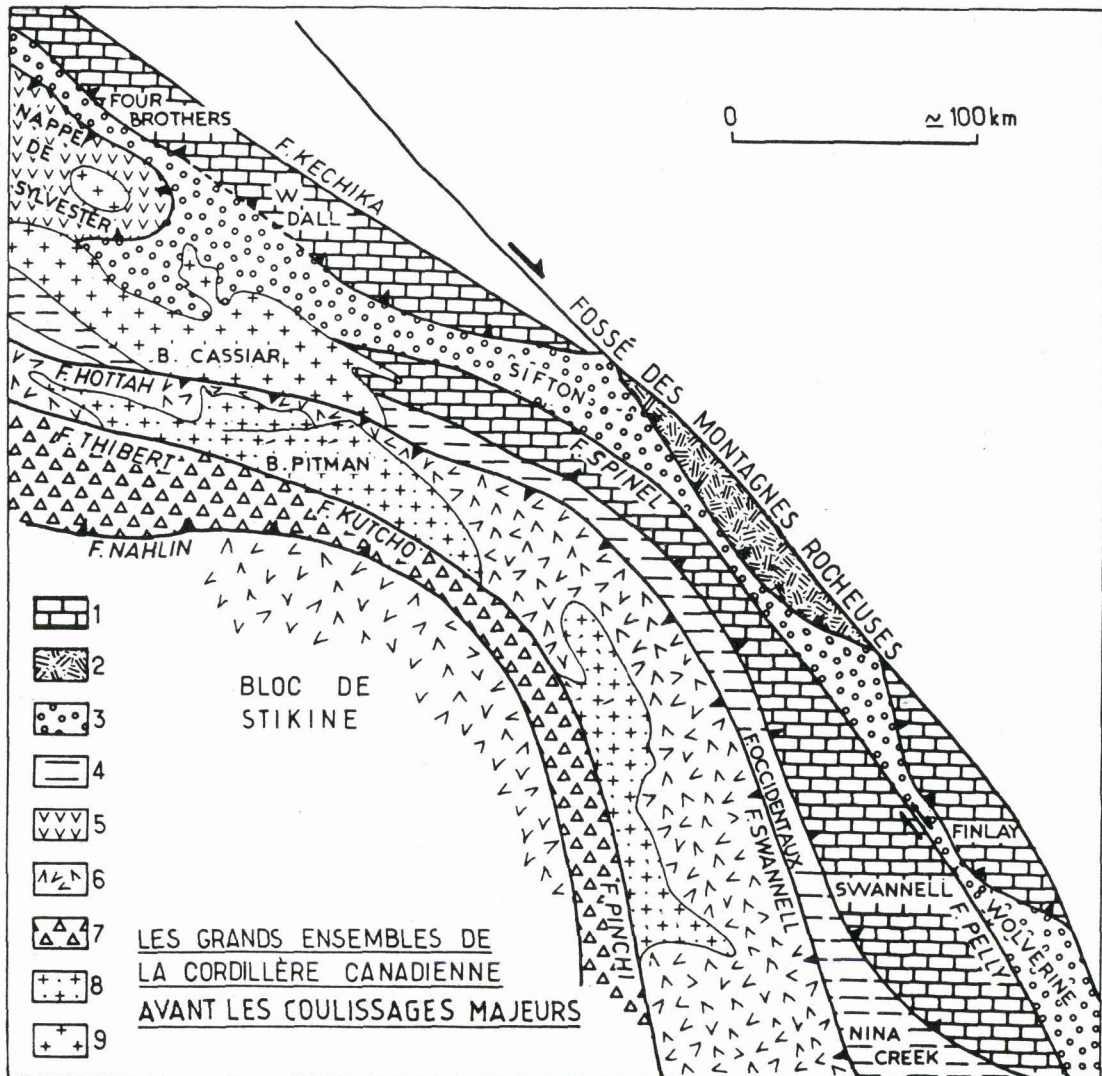 FOUR
BROTHERS
NAPPE
DE
SYLVESTER
F. KECHIKA
W
DALL
0 ≃ 100 km
FOSSÉ DES MONTAGNES ROCHEUSES
B. CASSIAR
SIFTON
F. HOTTAH
F. SPINEL
F. THIBERT
B. PITMAN
F. KUTCHO
F. NAHLIN
BLOC DE
STIKINE
F. OCCIDENTAUX
F. SWANNELL
FINLAY
SWANNELL
WOLVERINE
F. PELLY
F. PINCHI
NINA
CREEK
1
2
3
4
5
6
7
8
9
LES GRANDS ENSEMBLES DE
LA CORDILLÈRE CANADIENNE
AVANT LES COULISSAGES MAJEURS